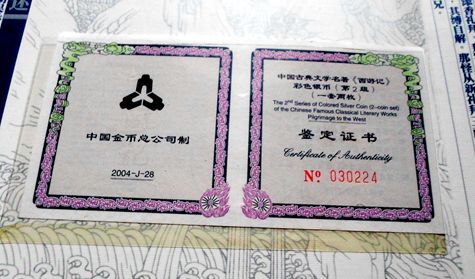 中国金币总公司制
2004-J-28
中国古典文学名著《西游记》
彩色银币(第2组)
(一套两枚)
The 2nd Series of Colored Silver Coin (2-coin set)
of the Chinese Famous Classical Literary Works
Pilgrimage to the West
鉴定证书
Certificate of Authenticity
No 030224